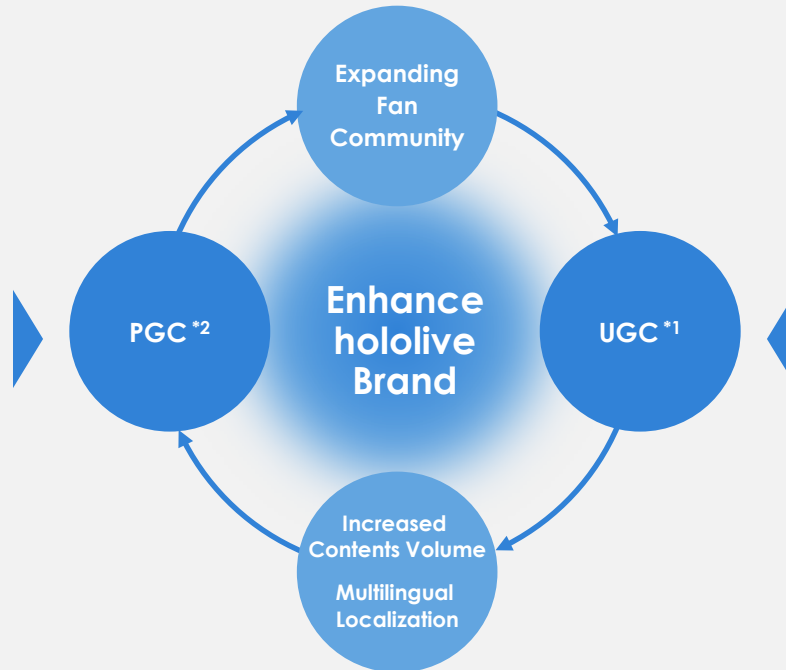 Expanding
Fan
Community
PGC *2
Enhance
hololive
Brand
UGC *1
Increased
Contents Volume
Multilingual
Localization